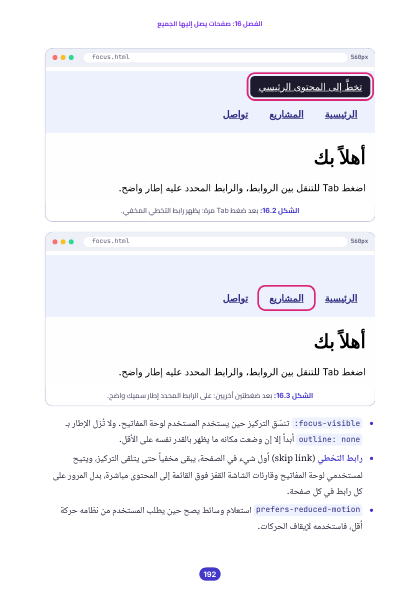 الفصل 16: صفحات يصل إليها الجميع
focus.html
560px
تخطَّ إلى المحتوى الرئيسي
الرئيسية المشاريع تواصل
أهلاً بك
اضغط Tab للتنقل بين الروابط، والرابط المحدد عليه إطار واضح.
الشكل 16.2: بعد ضغط Tab مرة: يظهر رابط التخطي المخفي.
focus.html
560px
الرئيسية المشاريع تواصل
أهلاً بك
اضغط Tab للتنقل بين الروابط، والرابط المحدد عليه إطار واضح.
الشكل 16.3: بعد ضغطتين أخريين: على الرابط المحدد إطار سميك واضح.
• :focus-visible تنسّق التركيز حين يستخدم المستخدم لوحة المفاتيح. ولا تُزل الإطار بـ
outline: none أبداً إلا إن وضعت مكانه ما يظهر بالقدر نفسه على الأقل.
• رابط التخطي (skip link) أول شيء في الصفحة، يبقى مخفياً حتى يتلقى التركيز، ويتيح
لمستخدمي لوحة المفاتيح وقارئات الشاشة القفز فوق القائمة إلى المحتوى مباشرة، بدل المرور على
كل رابط في كل صفحة.
• prefers-reduced-motion استعلام وسائط يصح حين يطلب المستخدم من نظامه حركة
أقل، فاستخدمه لإيقاف الحركات.
192